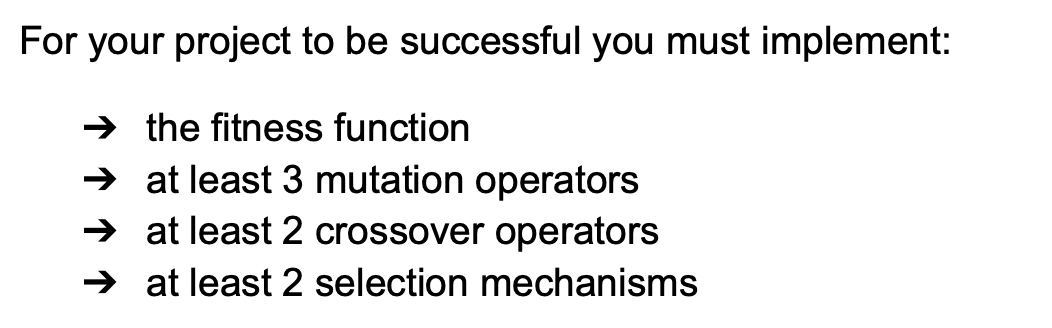 For your project to be successful you must implement:
➔ the fitness function
➔ at least 3 mutation operators
➔ at least 2 crossover operators
➔ at least 2 selection mechanisms